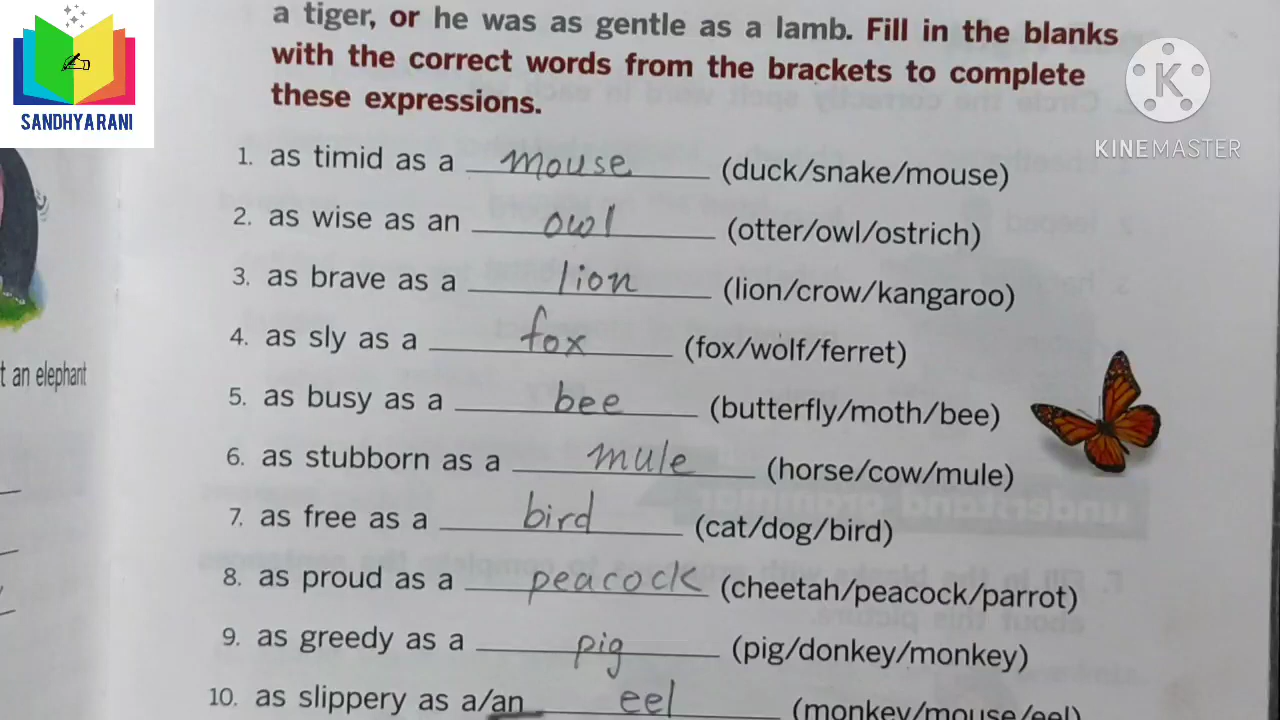 a tiger, or he was as gentle as a lamb. Fill in the blanks
with the correct words from the brackets to complete
these expressions.
SANDHYARANI
K
KINEMASTER
1. as timid as a mouse (duck/snake/mouse)
2. as wise as an owl (otter/owl/ostrich)
3. as brave as a lion (lion/crow/kangaroo)
4. as sly as a fox (fox/wolf/ferret)
t an elephant
5. as busy as a bee (butterfly/moth/bee)
6. as stubborn as a mule (horse/cow/mule)
7. as free as a bird (cat/dog/bird)
8. as proud as a peacock (cheetah/peacock/parrot)
9. as greedy as a pig (pig/donkey/monkey)
10. as slippery as a/an eel (monkey/mouse/eel)